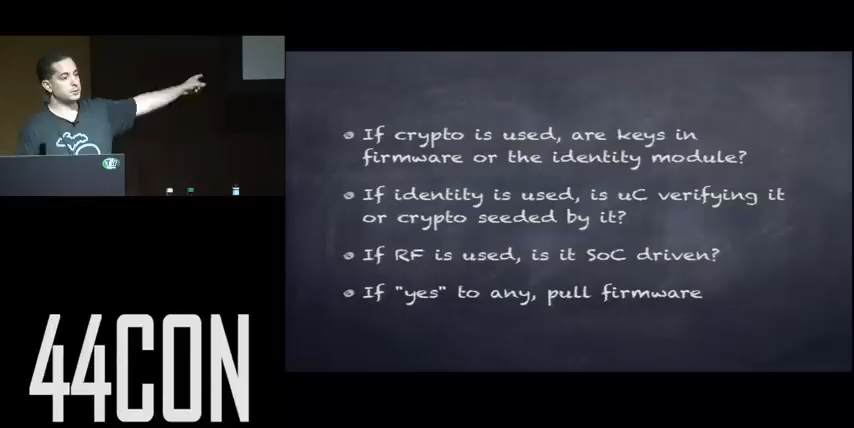 If crypto is used, are keys in
firmware or the identity module?
If identity is used, is uC verifying it
or crypto seeded by it?
If RF is used, is it SoC driven?
If "yes" to any, pull firmware
44CON